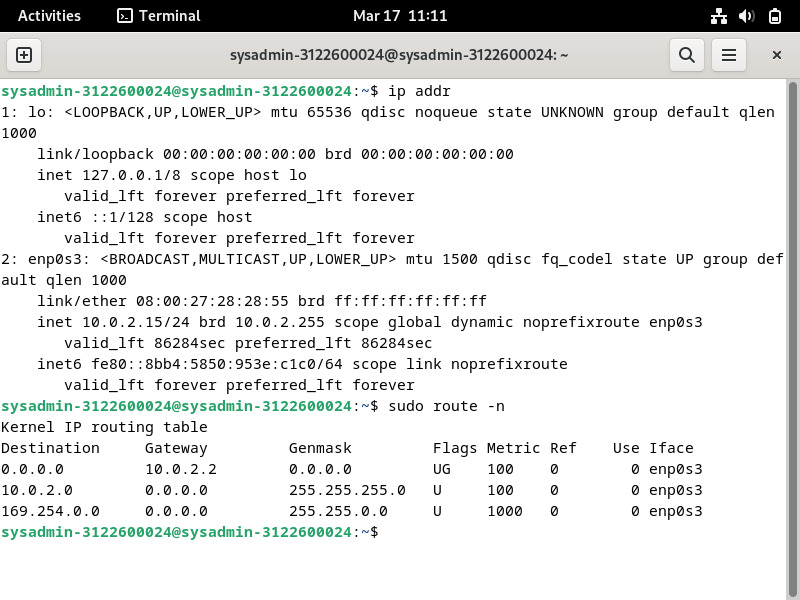 Activities Terminal Mar 17 11:11
sysadmin-3122600024@sysadmin-3122600024: ~
sysadmin-3122600024@sysadmin-3122600024:~$ ip addr
1: lo: <LOOPBACK,UP,LOWER_UP> mtu 65536 qdisc noqueue state UNKNOWN group default qlen
1000
    link/loopback 00:00:00:00:00:00 brd 00:00:00:00:00:00
    inet 127.0.0.1/8 scope host lo
       valid_lft forever preferred_lft forever
    inet6 ::1/128 scope host
       valid_lft forever preferred_lft forever
2: enp0s3: <BROADCAST,MULTICAST,UP,LOWER_UP> mtu 1500 qdisc fq_codel state UP group def
ault qlen 1000
    link/ether 08:00:27:28:28:55 brd ff:ff:ff:ff:ff:ff
    inet 10.0.2.15/24 brd 10.0.2.255 scope global dynamic noprefixroute enp0s3
       valid_lft 86284sec preferred_lft 86284sec
    inet6 fe80::8bb4:5850:953e:c1c0/64 scope link noprefixroute
       valid_lft forever preferred_lft forever
sysadmin-3122600024@sysadmin-3122600024:~$ sudo route -n
Kernel IP routing table
Destination     Gateway         Genmask         Flags Metric Ref    Use Iface
0.0.0.0         10.0.2.2        0.0.0.0         UG    100    0        0 enp0s3
10.0.2.0        0.0.0.0         255.255.255.0   U     100    0        0 enp0s3
169.254.0.0     0.0.0.0         255.255.0.0     U     1000   0        0 enp0s3
sysadmin-3122600024@sysadmin-3122600024:~$